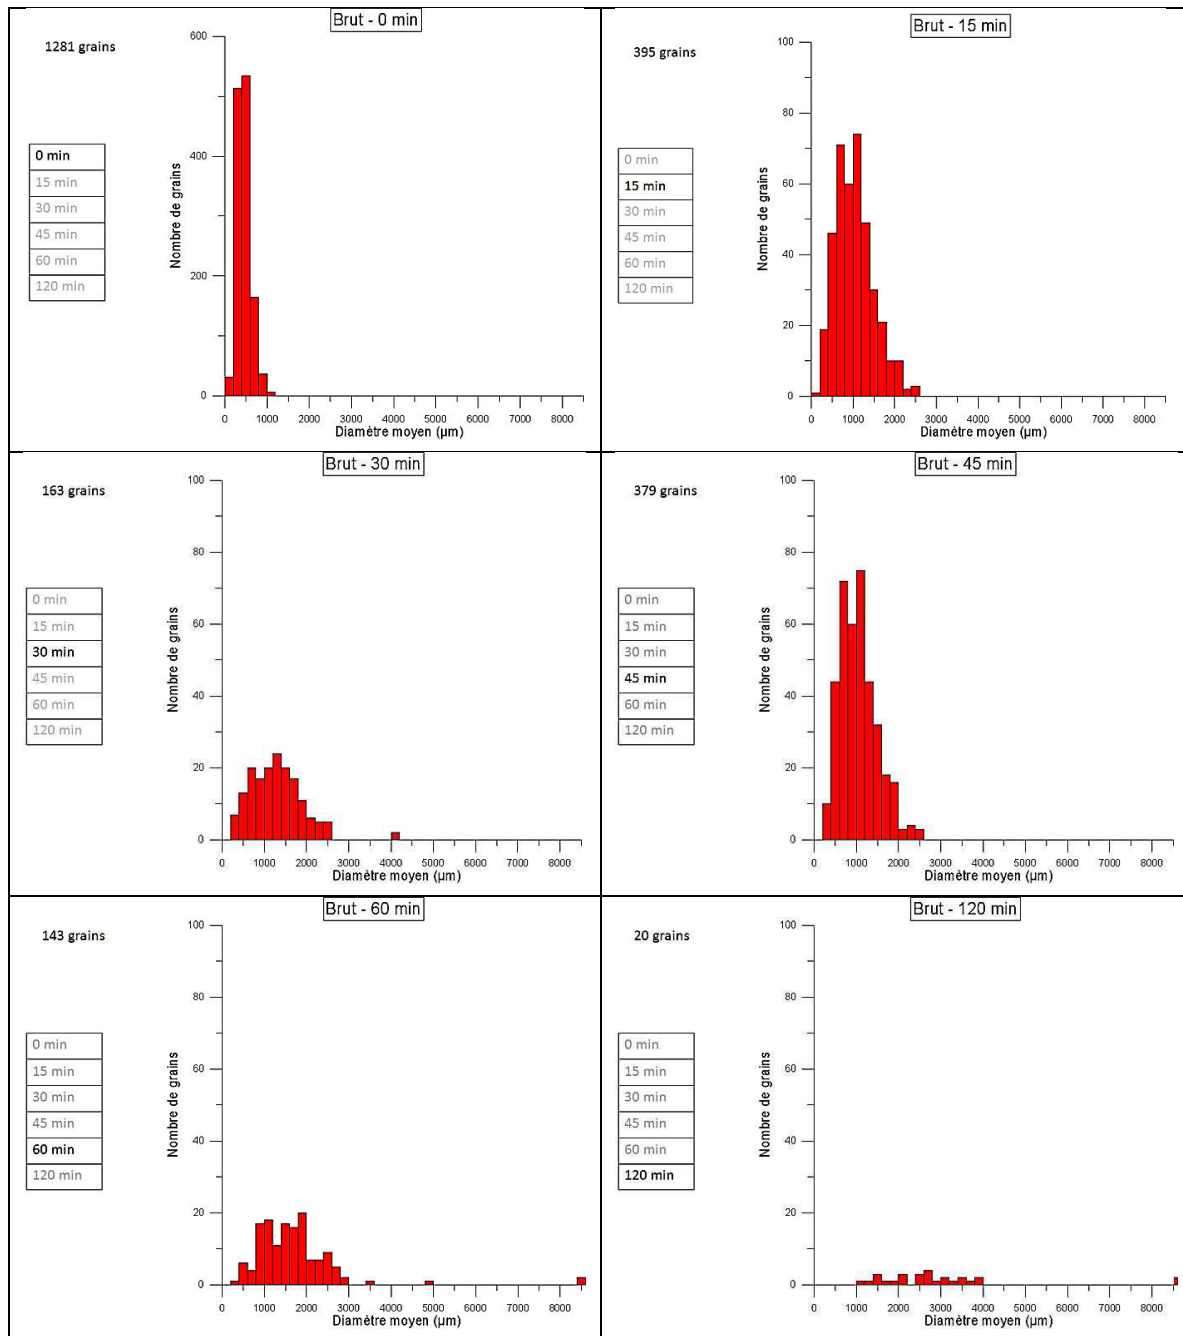 Brut - 0 min
1281 grains
0 min
15 min
30 min
45 min
60 min
120 min
Nombre de grains
600
400
200
0
0 1000 2000 3000 4000 5000 6000 7000 8000
Diamètre moyen (µm)
Brut - 15 min
395 grains
0 min
15 min
30 min
45 min
60 min
120 min
Nombre de grains
100
80
60
40
20
0
0 1000 2000 3000 4000 5000 6000 7000 8000
Diamètre moyen (µm)
Brut - 30 min
163 grains
0 min
15 min
30 min
45 min
60 min
120 min
Nombre de grains
100
80
60
40
20
0
0 1000 2000 3000 4000 5000 6000 7000 8000
Diamètre moyen (µm)
Brut - 45 min
379 grains
0 min
15 min
30 min
45 min
60 min
120 min
Nombre de grains
100
80
60
40
20
0
0 1000 2000 3000 4000 5000 6000 7000 8000
Diamètre moyen (µm)
Brut - 60 min
143 grains
0 min
15 min
30 min
45 min
60 min
120 min
Nombre de grains
100
80
60
40
20
0
0 1000 2000 3000 4000 5000 6000 7000 8000
Diamètre moyen (µm)
Brut - 120 min
20 grains
0 min
15 min
30 min
45 min
60 min
120 min
Nombre de grains
100
80
60
40
20
0
0 1000 2000 3000 4000 5000 6000 7000 8000
Diamètre moyen (µm)